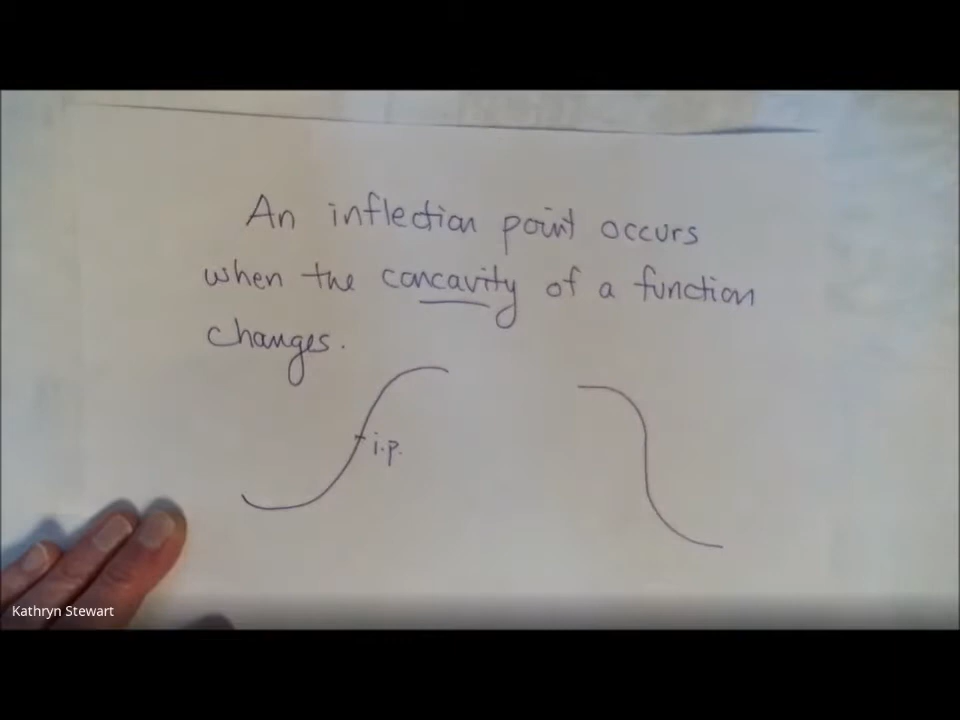 An inflection point occurs
when the concavity of a function
changes.
i.p.
Kathryn Stewart